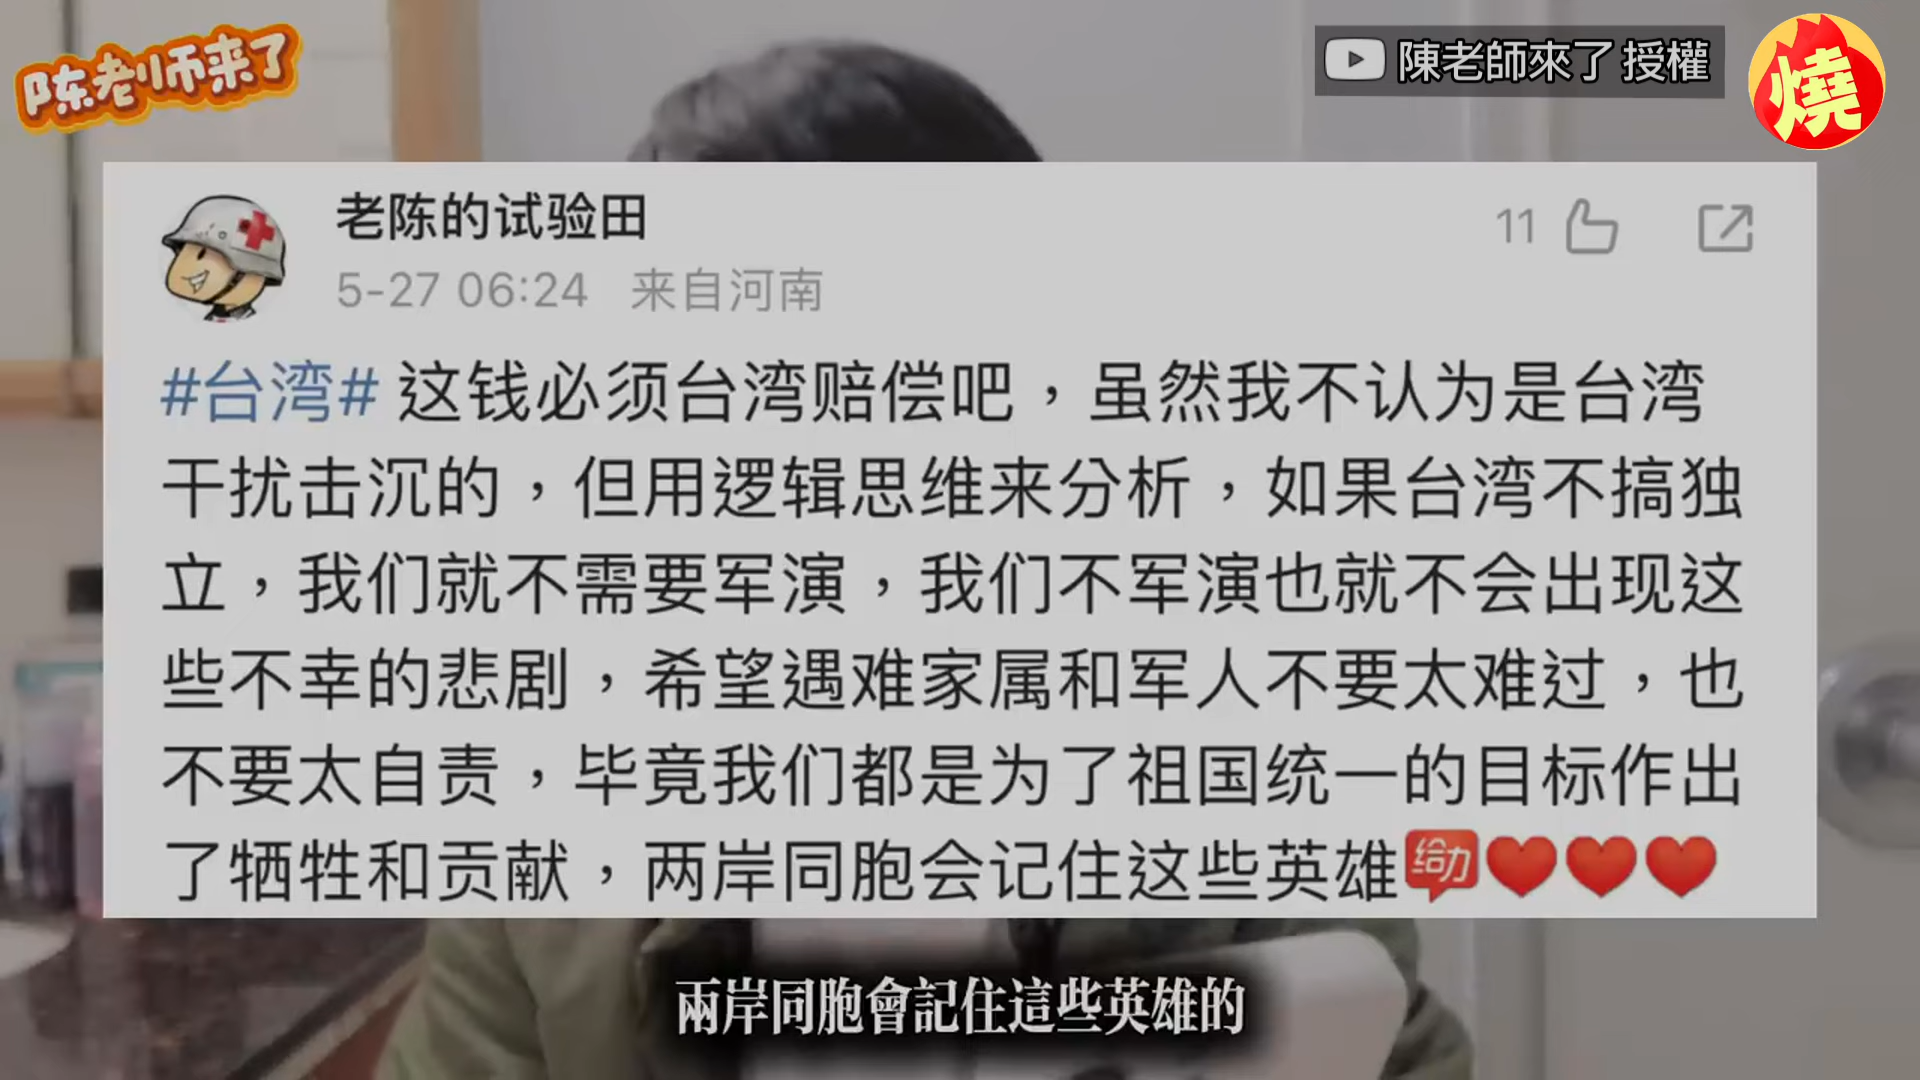 陈老师来了
陳老師來了 授權
燒
老陈的试验田
5-27 06:24 来自河南
11
#台湾# 这钱必须台湾赔偿吧，虽然我不认为是台湾
干扰击沉的，但用逻辑思维来分析，如果台湾不搞独
立，我们就不需要军演，我们不军演也就不会出现这
些不幸的悲剧，希望遇难家属和军人不要太难过，也
不要太自责，毕竟我们都是为了祖国统一的目标作出
了牺牲和贡献，两岸同胞会记住这些英雄给力
兩岸同胞會記住這些英雄的